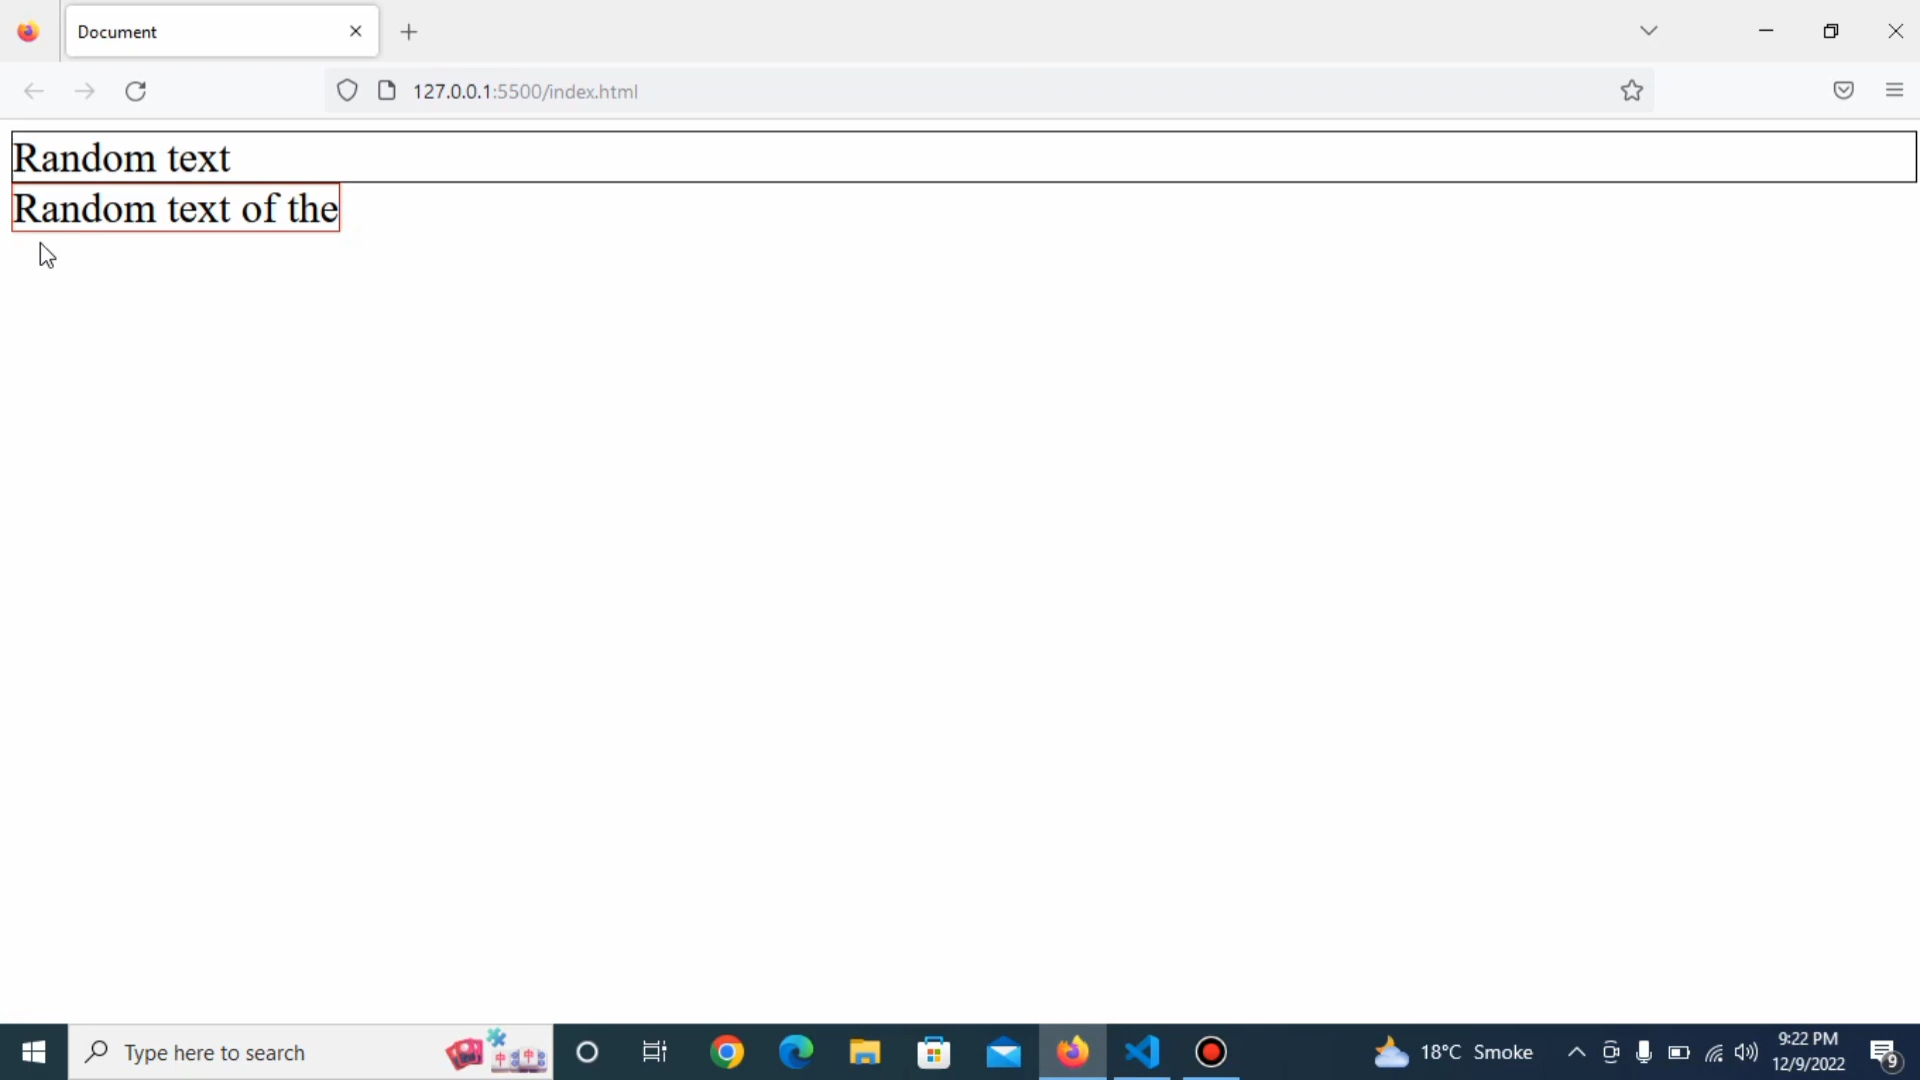 Document
127.0.0.1:5500/index.html
Random text
Random text of the
Type here to search
18°C Smoke
9:22 PM
12/9/2022
9